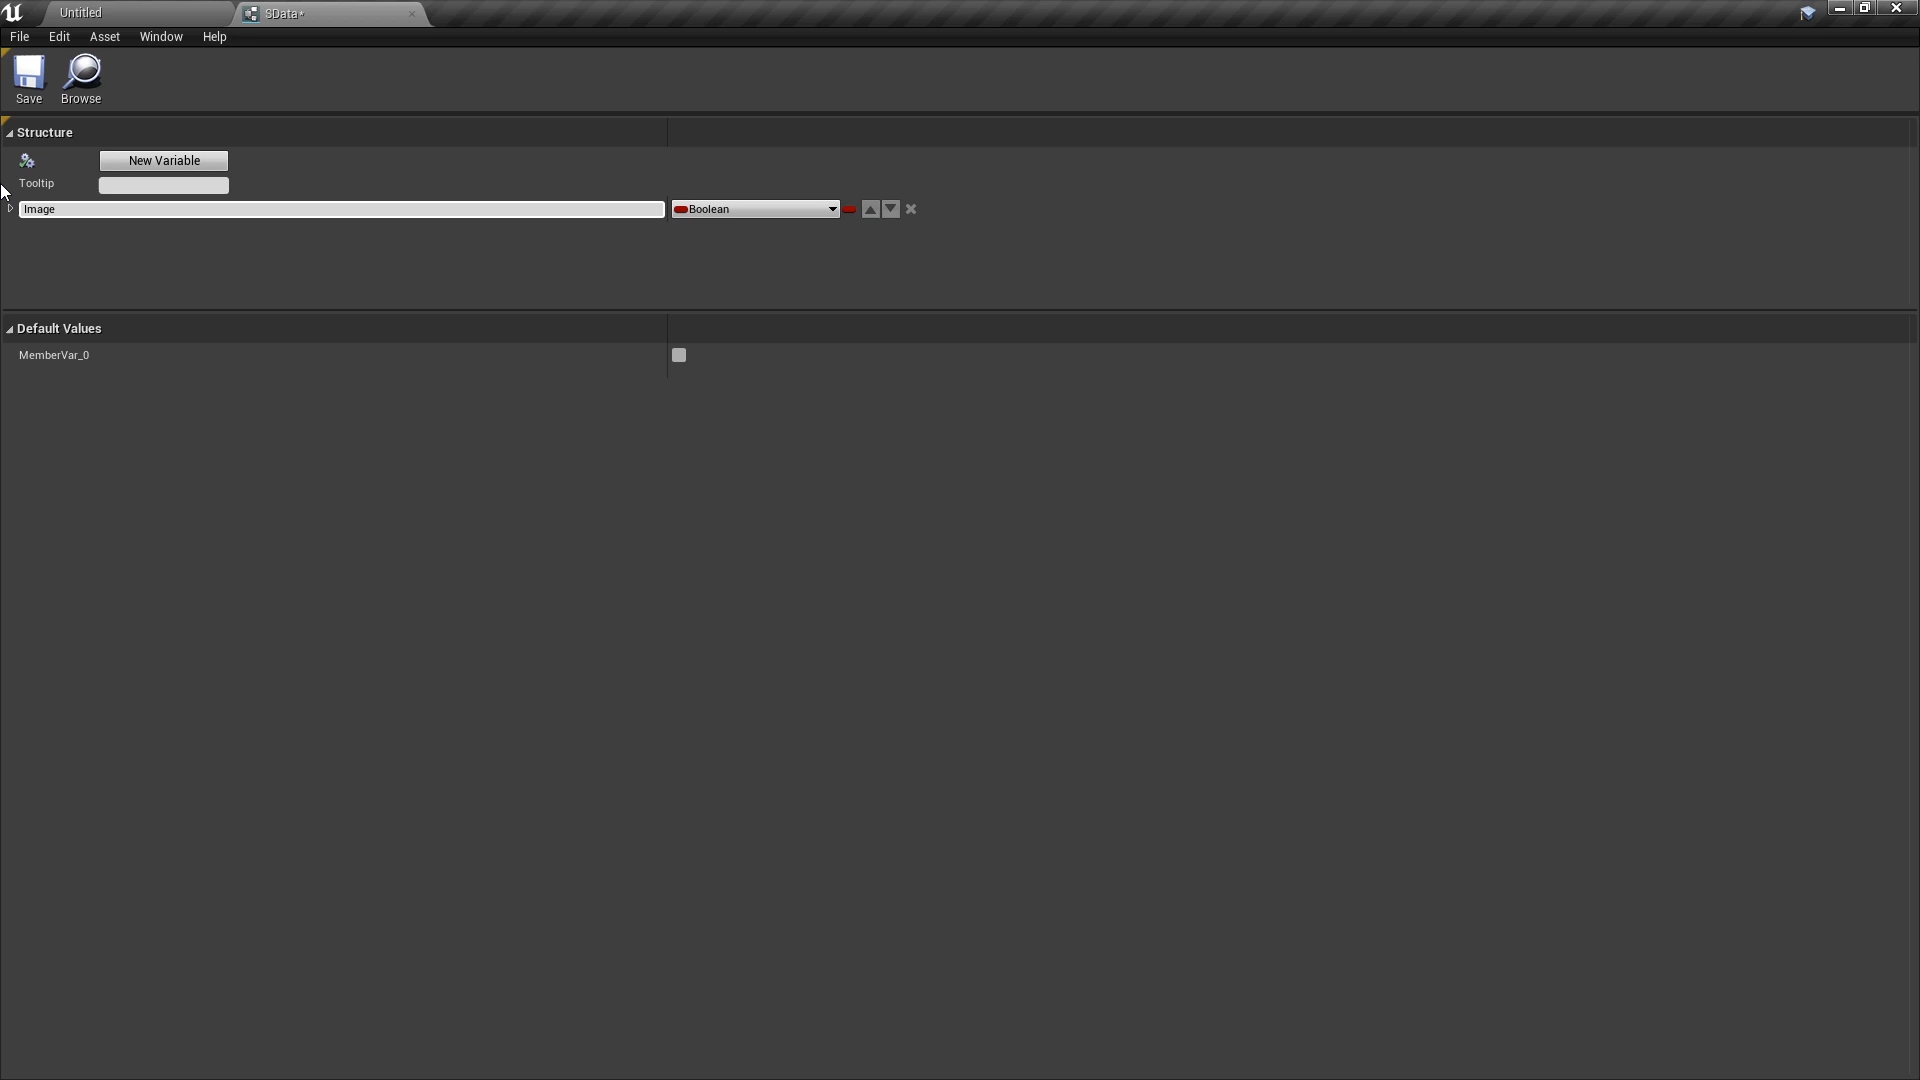 Untitled
SData*
File Edit Asset Window Help
Save Browse
Structure
New Variable
Tooltip
Image Boolean
Default Values
MemberVar_0